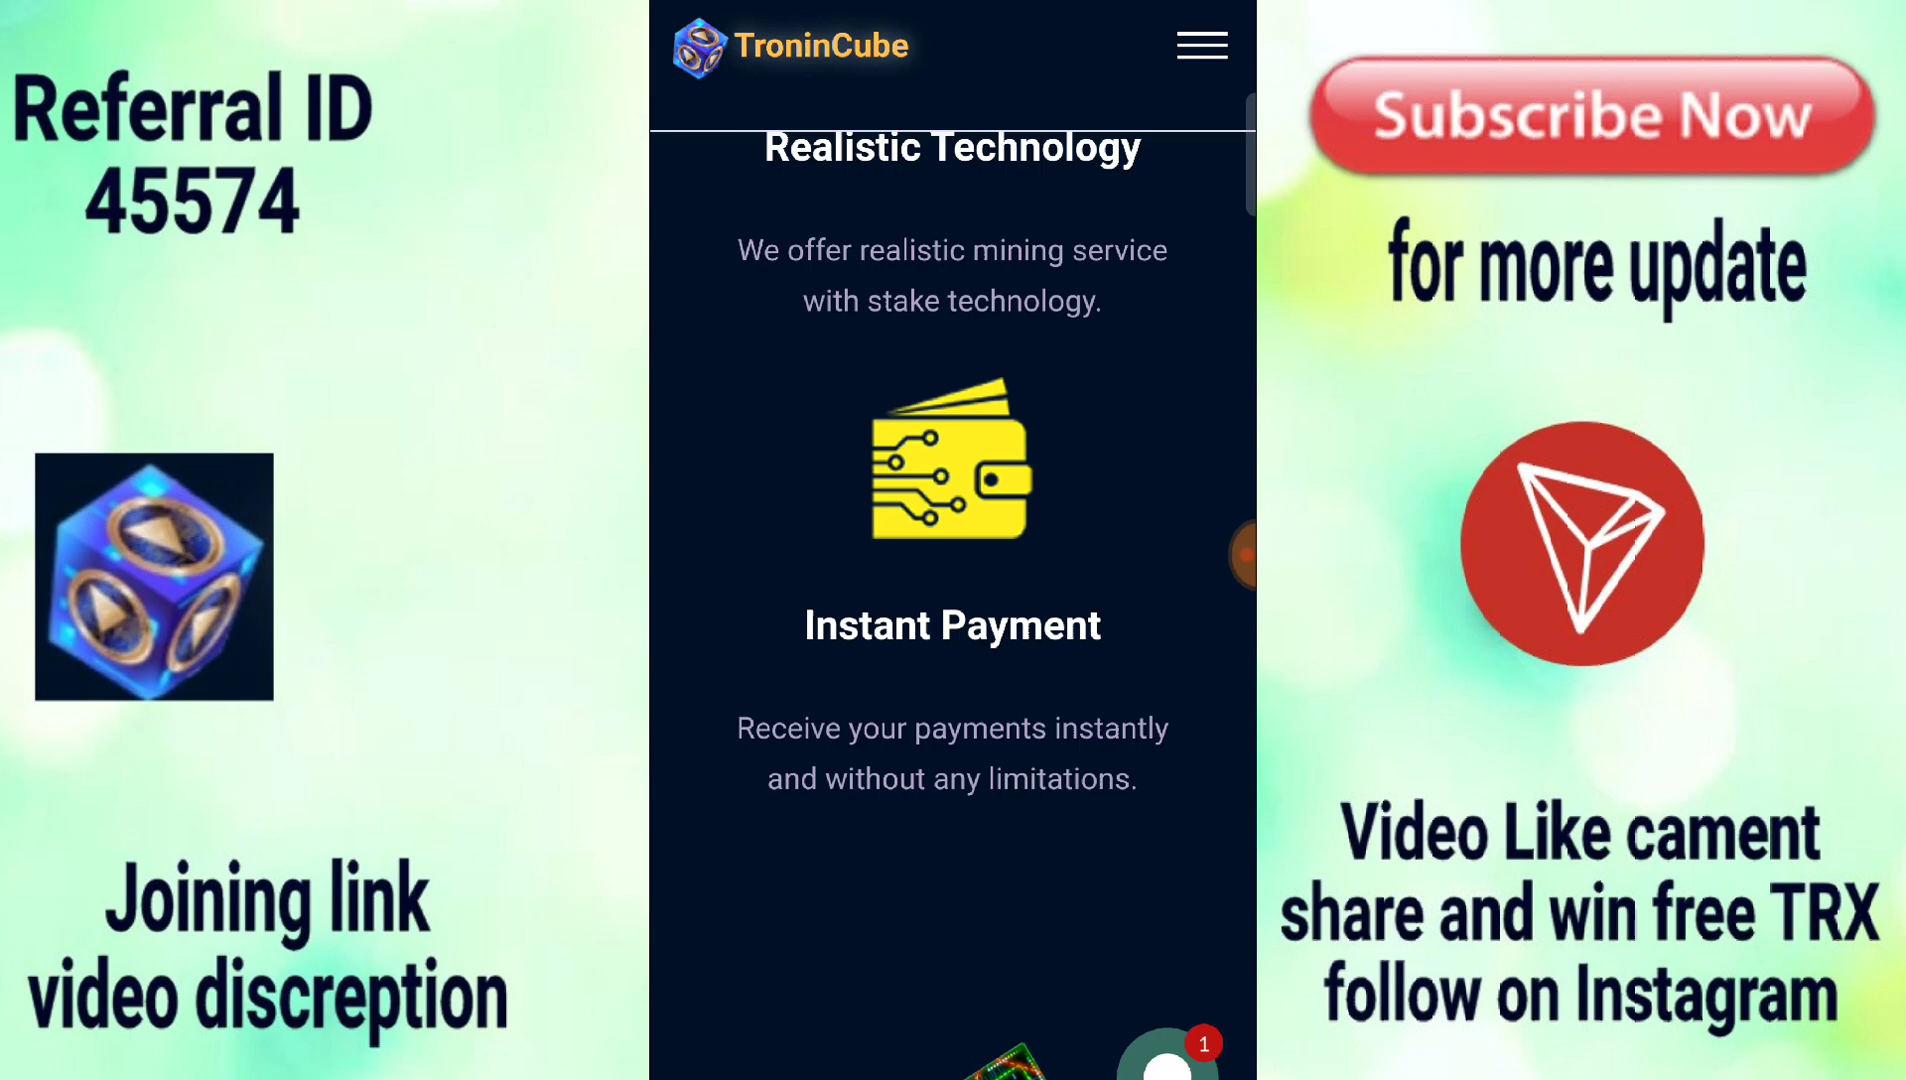 Referral ID
45574
Joining link
video discreption
TroninCube
Realistic Technology
We offer realistic mining service
with stake technology.
Instant Payment
Receive your payments instantly
and without any limitations.
1
Subscribe Now
for more update
Video Like cament
share and win free TRX
follow on Instagram